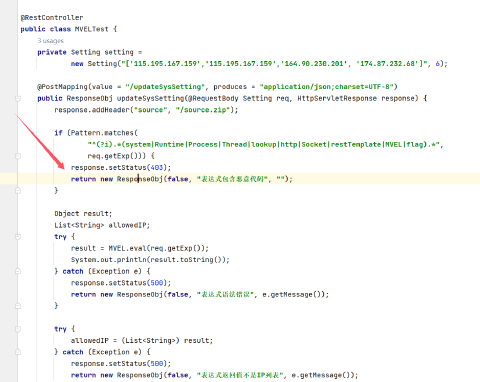 @RestController
public class MVELTest {
3 usages
private Setting setting =
new Setting("['115.195.167.159','115.195.167.159','164.90.230.201', '174.87.232.68']", 6);
@PostMapping(value = "/updateSysSetting", produces = "application/json;charset=UTF-8")
public ResponseObj updateSysSetting(@RequestBody Setting req, HttpServletResponse response) {
response.addHeader("source", "/source.zip");
if (Pattern.matches(
"^(?i).*(system|Runtime|Process|Thread|lookup|http|Socket|restTemplate|MVEL|flag).*",
req.getExp())) {
response.setStatus(403);
return new ResponseObj(false, "表达式包含恶意代码", "");
}
Object result;
List<String> allowedIP;
try {
result = MVEL.eval(req.getExp());
System.out.println(result.toString());
} catch (Exception e) {
response.setStatus(500);
return new ResponseObj(false, "表达式语法错误", e.getMessage());
}
try {
allowedIP = (List<String>) result;
} catch (Exception e) {
response.setStatus(500);
return new ResponseObj(false, "表达式返回值不是IP列表", e.getMessage());